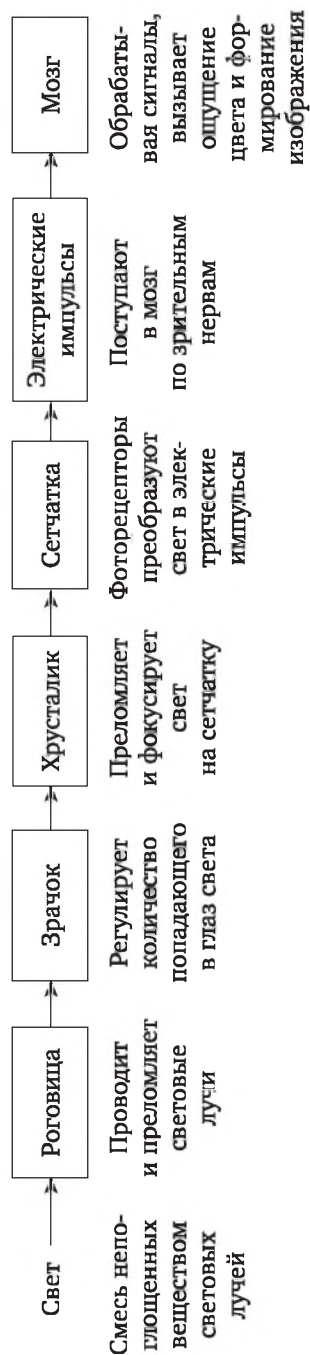 Свет
Смесь непо-
глощенных
веществом
световых
лучей
Роговица
Проводит
и преломляет
световые
лучи
Зрачок
Регулирует
количество
попадающего
в глаз света
Хрусталик
Преломляет
и фокусирует
свет
на сетчатку
Сетчатка
Фоторецепторы
преобразуют
свет в элек-
трические
импульсы
Электрические
импульсы
Поступают
в мозг
по зрительным
нервам
Мозг
Обрабаты-
вая сигналы,
вызывает
ощущение
цвета и фор-
мирование
изображения